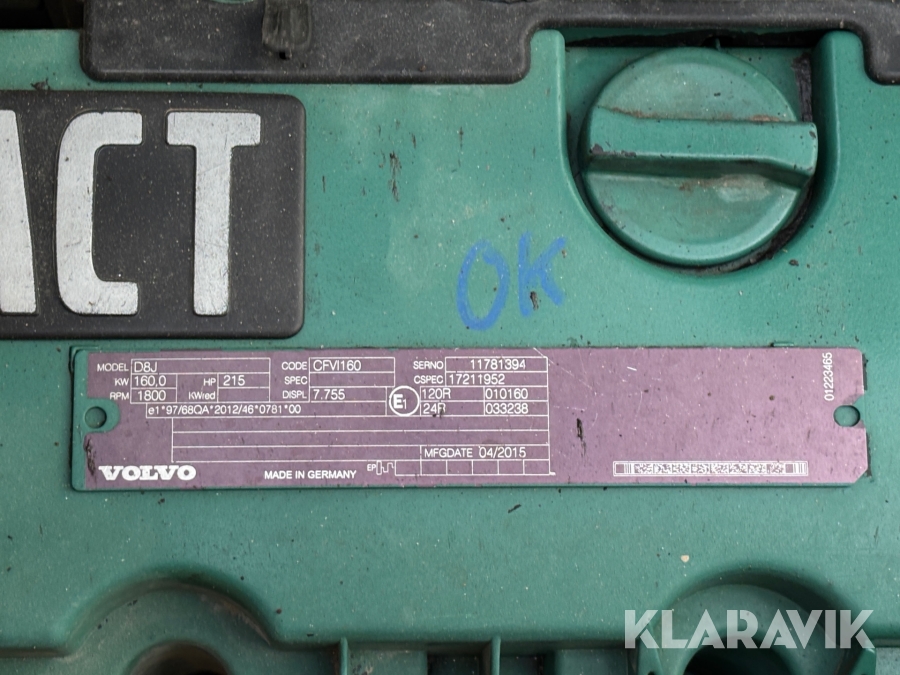 ACT
OK
MODEL D8J CODE CFVI160 SERNO 11781394
KW 160,0 HP 215 SPEC CSPEC 17211952
RPM 1800 KWred DISPL 7.755 E1 120R 010160
e1*97/68QA*2012/46*0781*00 24R 033238
MFGDATE 04/2015
VOLVO MADE IN GERMANY EP
01223465
KLARAVIK